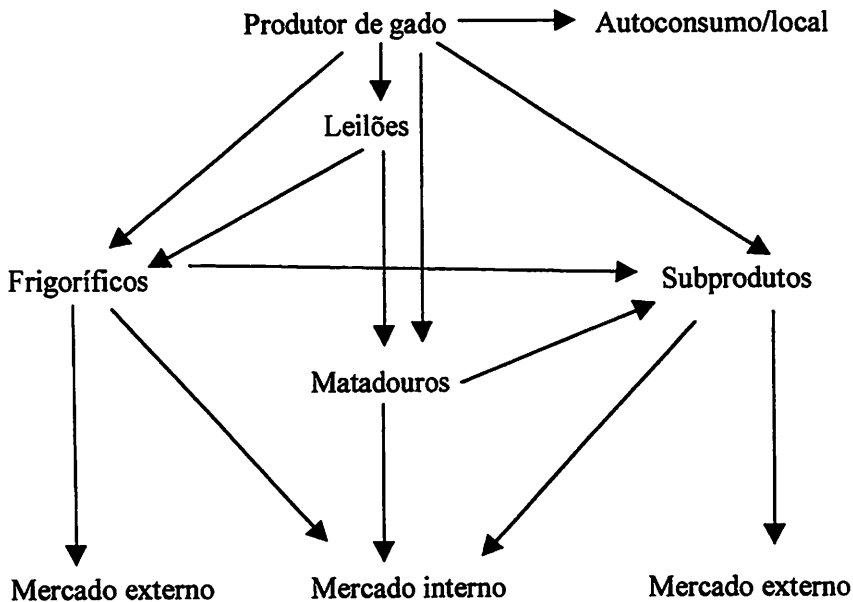 Produtor de gado
Autoconsumo/local
Leilões
Frigoríficos
Subprodutos
Matadouros
Mercado externo
Mercado interno
Mercado externo